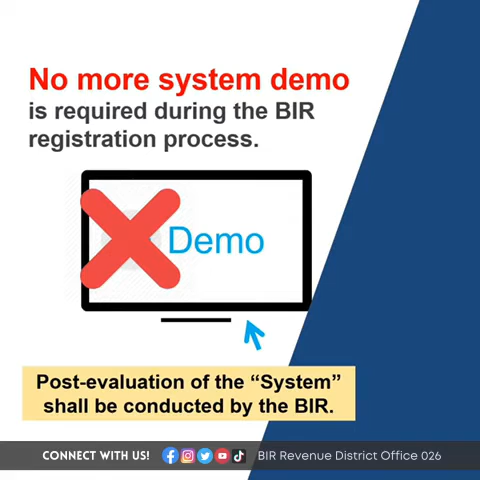 No more system demo
is required during the BIR
registration process.
Demo
Post-evaluation of the “System”
shall be conducted by the BIR.
CONNECT WITH US! BIR Revenue District Office 026